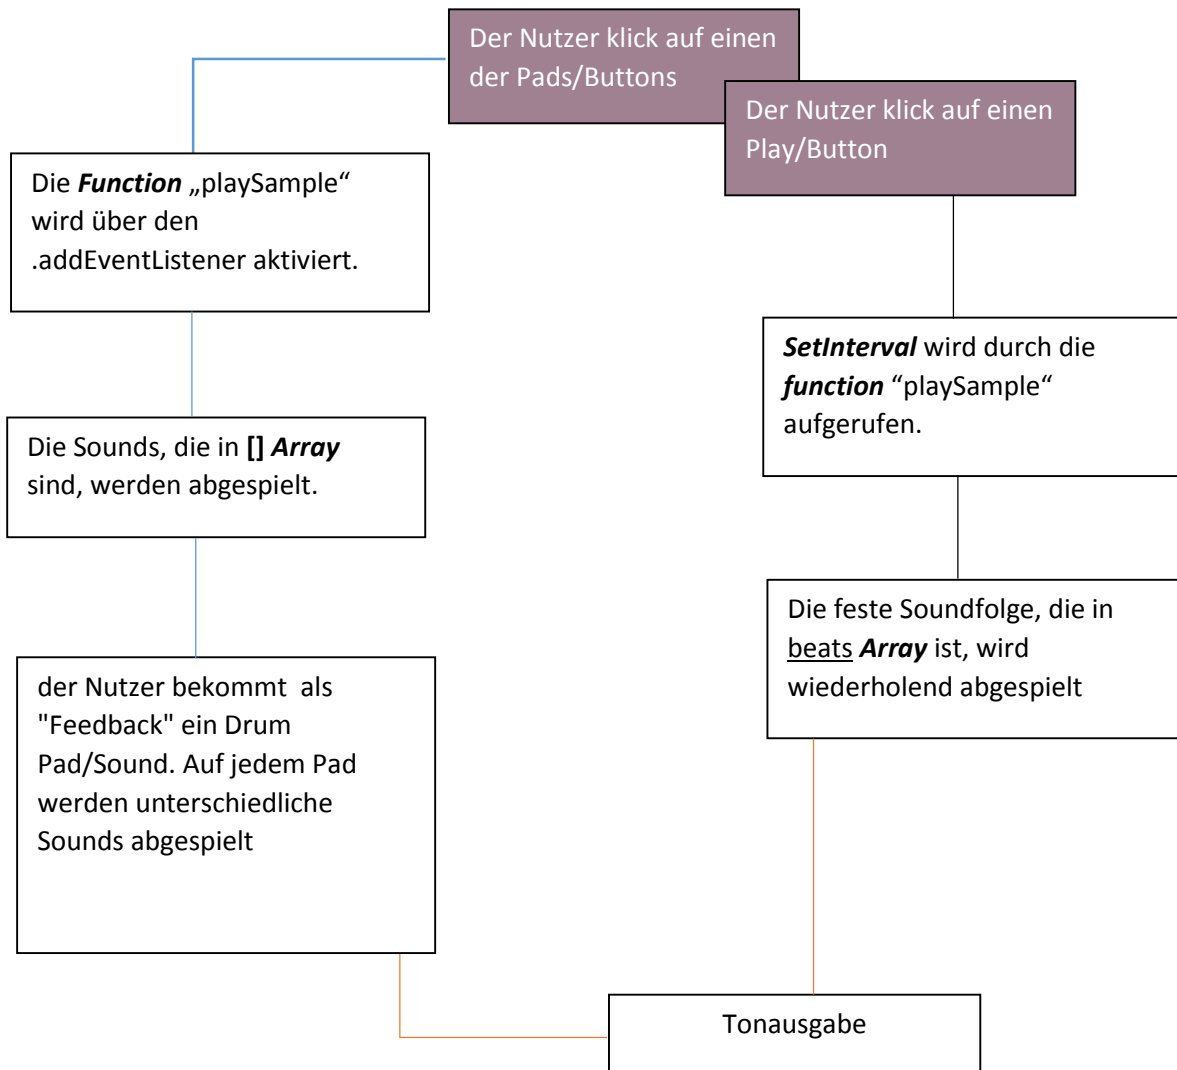 Der Nutzer klick auf einen
der Pads/Buttons
Der Nutzer klick auf einen
Play/Button
Die Function „playSample“
wird über den
.addEventListener aktiviert.
SetInterval wird durch die
function “playSample“
aufgerufen.
Die Sounds, die in [] Array
sind, werden abgespielt.
Die feste Soundfolge, die in
beats Array ist, wird
wiederholend abgespielt
der Nutzer bekommt  als
"Feedback" ein Drum
Pad/Sound. Auf jedem Pad
werden unterschiedliche
Sounds abgespielt
Tonausgabe